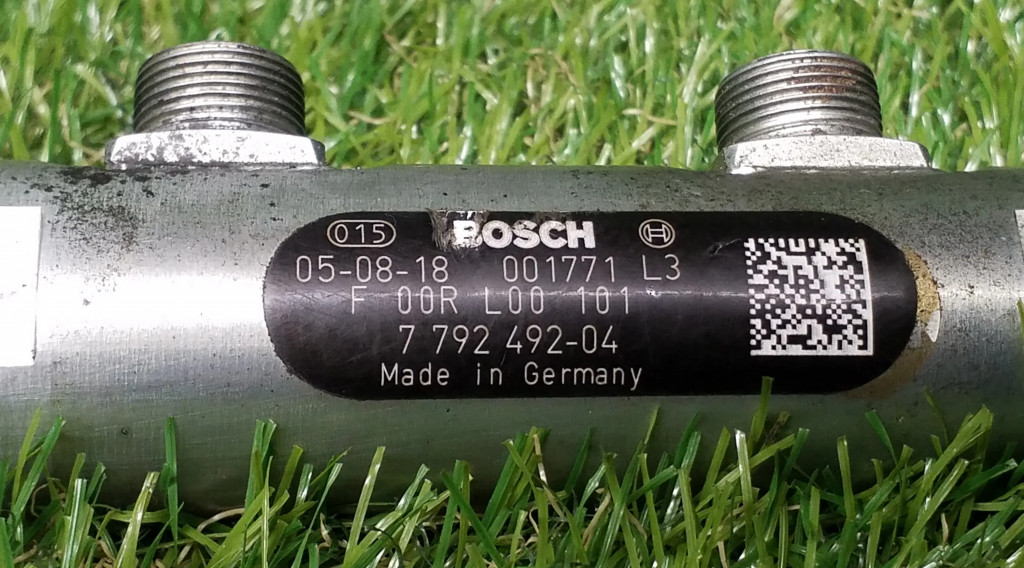 015 BOSCH
05-08-18 001771 L3
F 00R L00 101
7 792 492-04
Made in Germany